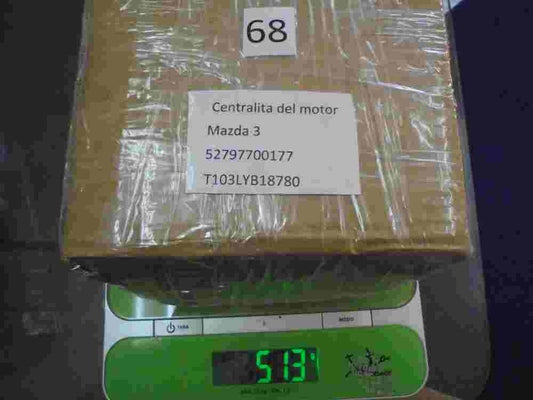 68
Centralita del motor
Mazda 3
52797700177
T103LYB18780
TARA
MODO
513